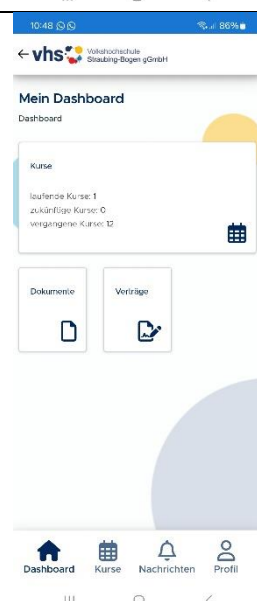 10:48 86%
vhs Volkshochschule
Straubing-Bogen gGmbH
Mein Dashboard
Dashboard
Kurse
laufende Kurse: 1
zukünftige Kurse: 0
vergangene Kurse: 12
Dokumente Verträge
Dashboard Kurse Nachrichten Profil